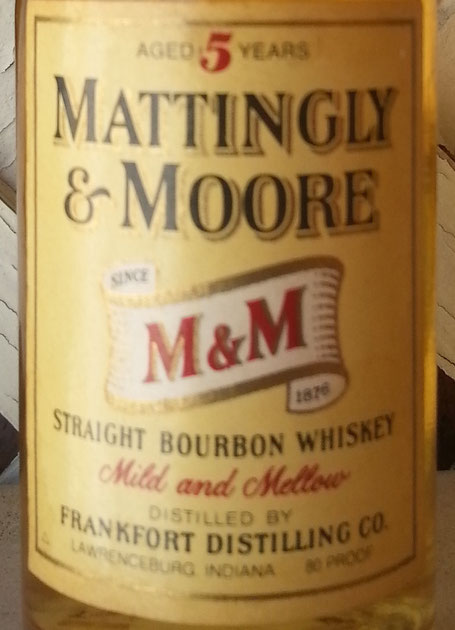 AGED 5 YEARS
MATTINGLY
& MOORE
SINCE
M&M
1876
STRAIGHT BOURBON WHISKEY
Mild and Mellow
DISTILLED BY
FRANKFORT DISTILLING CO.
LAWRENCEBURG, INDIANA 80 PROOF